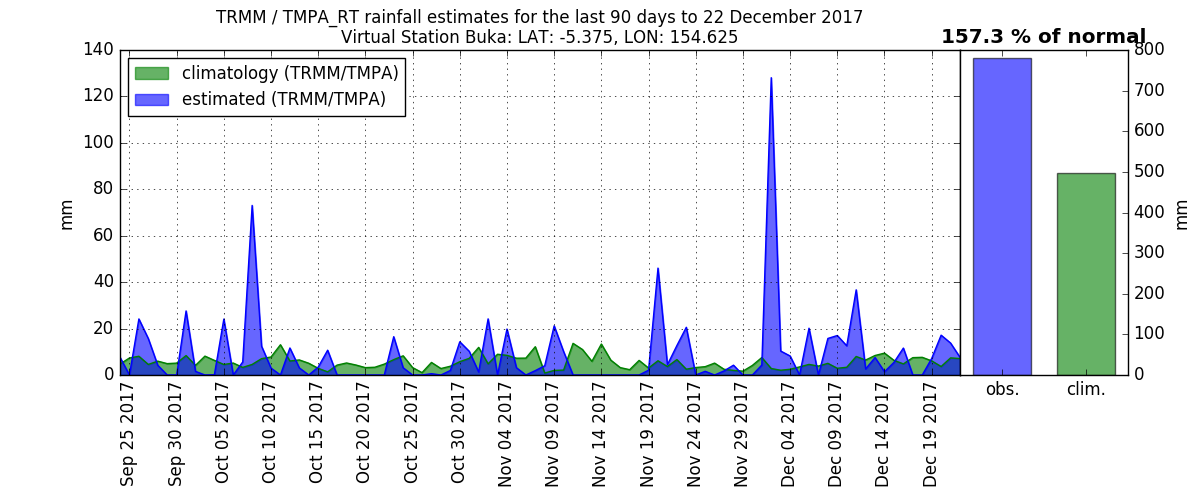 TRMM / TMPA_RT rainfall estimates for the last 90 days to 22 December 2017
Virtual Station Buka: LAT: -5.375, LON: 154.625
157.3 % of normal
climatology (TRMM/TMPA)
estimated (TRMM/TMPA)
140
120
100
80
60
40
20
0
mm
Sep 25 2017
Sep 30 2017
Oct 05 2017
Oct 10 2017
Oct 15 2017
Oct 20 2017
Oct 25 2017
Oct 30 2017
Nov 04 2017
Nov 09 2017
Nov 14 2017
Nov 19 2017
Nov 24 2017
Nov 29 2017
Dec 04 2017
Dec 09 2017
Dec 14 2017
Dec 19 2017
obs.
clim.
800
700
600
500
400
300
200
100
0
mm